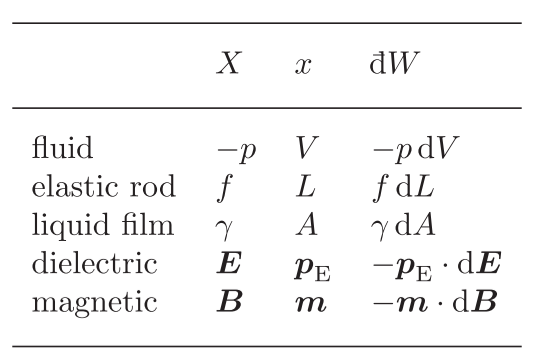 X x đW
fluid −p V −p dV
elastic rod f L f dL
liquid film γ A γ dA
dielectric E p_E −p_E · dE
magnetic B m −m · dB